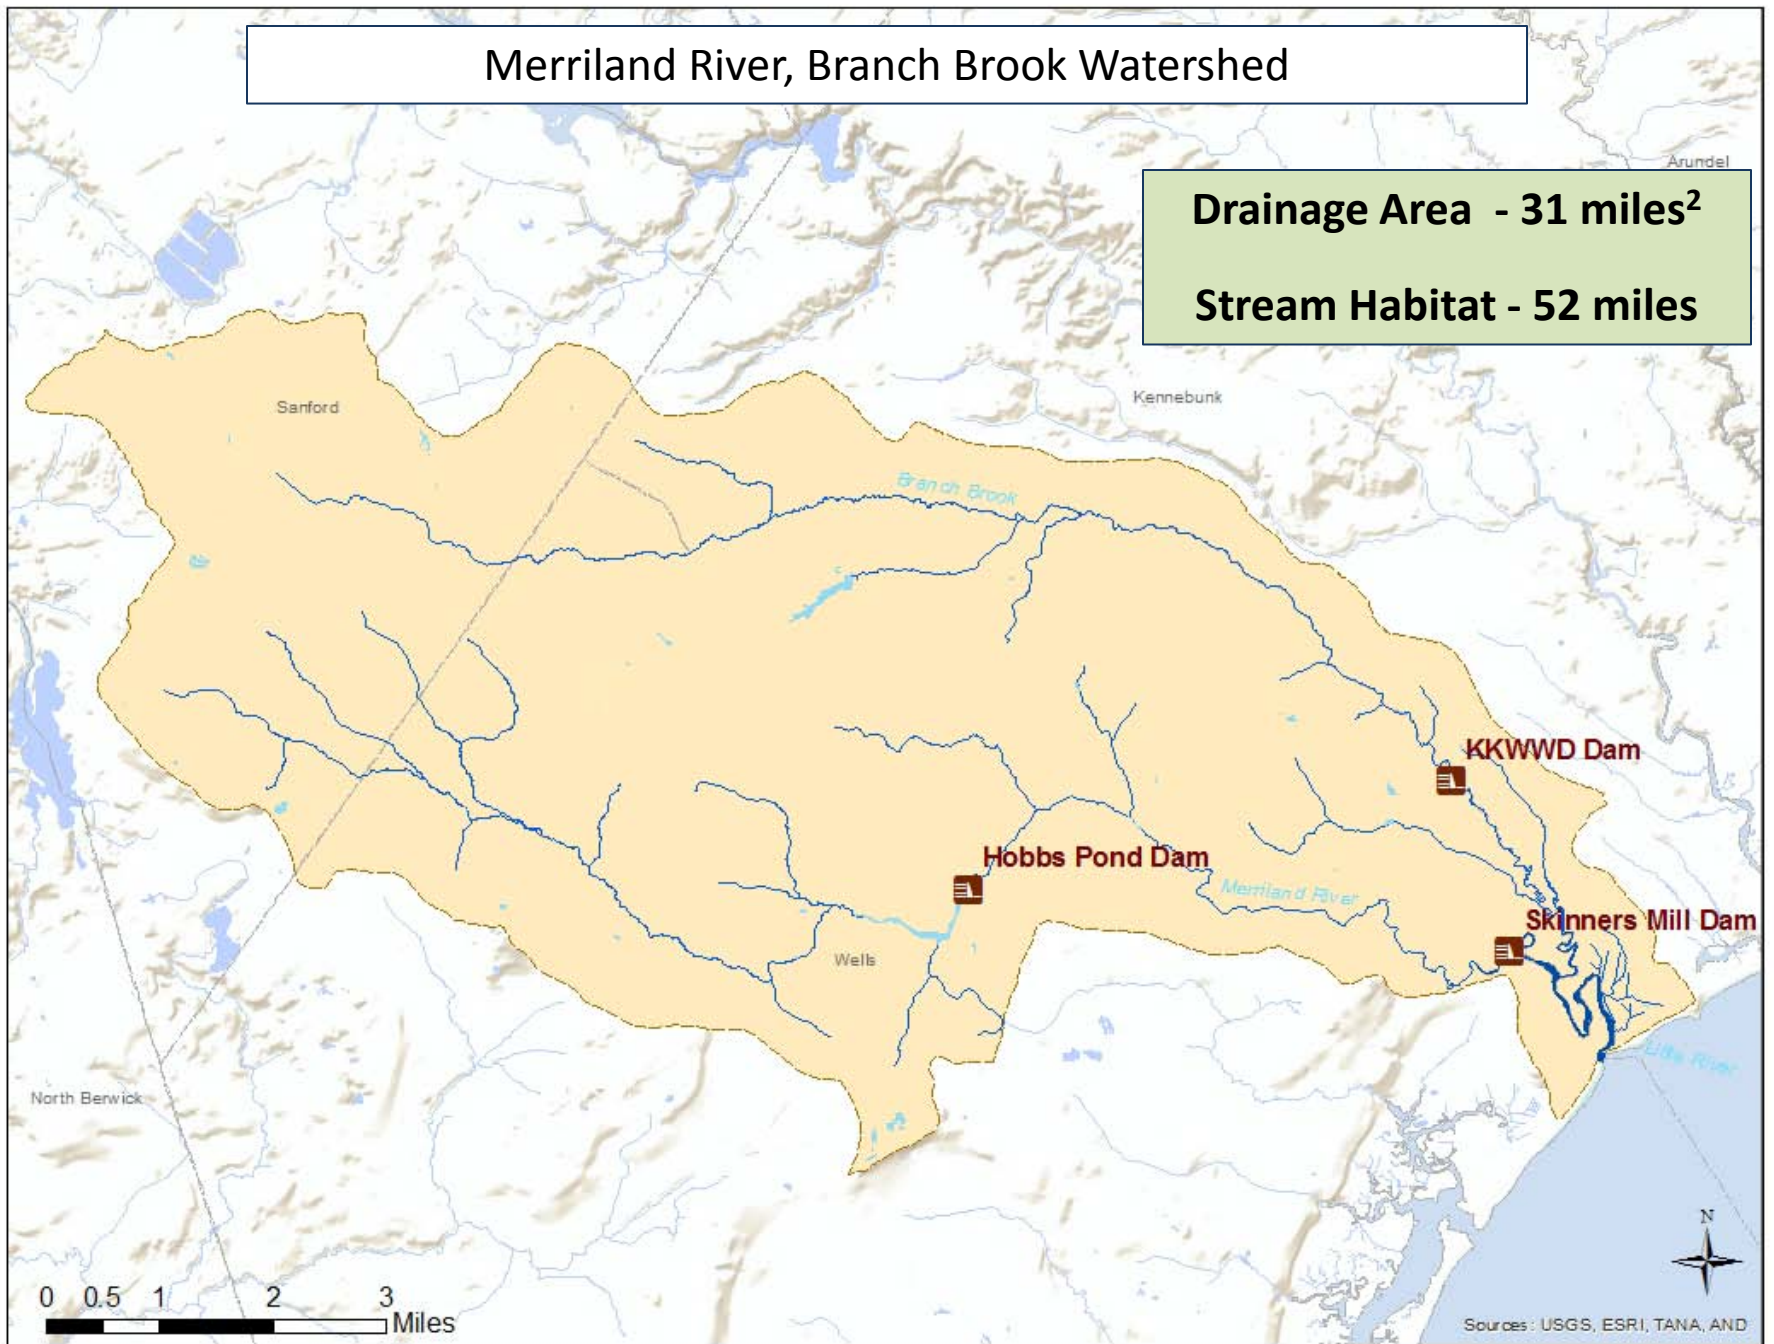 Merriland River, Branch Brook Watershed
Arundel
Drainage Area - 31 miles²
Stream Habitat - 52 miles
Kennebunk
Sanford
Branch Brook
KKWWD Dam
Hobbs Pond Dam
Merriland River
Skinners Mill Dam
Wells
Little River
North Berwick
N
0 0.5 1 2 3
Miles
Sources: USGS, ESRI, TANA, AND